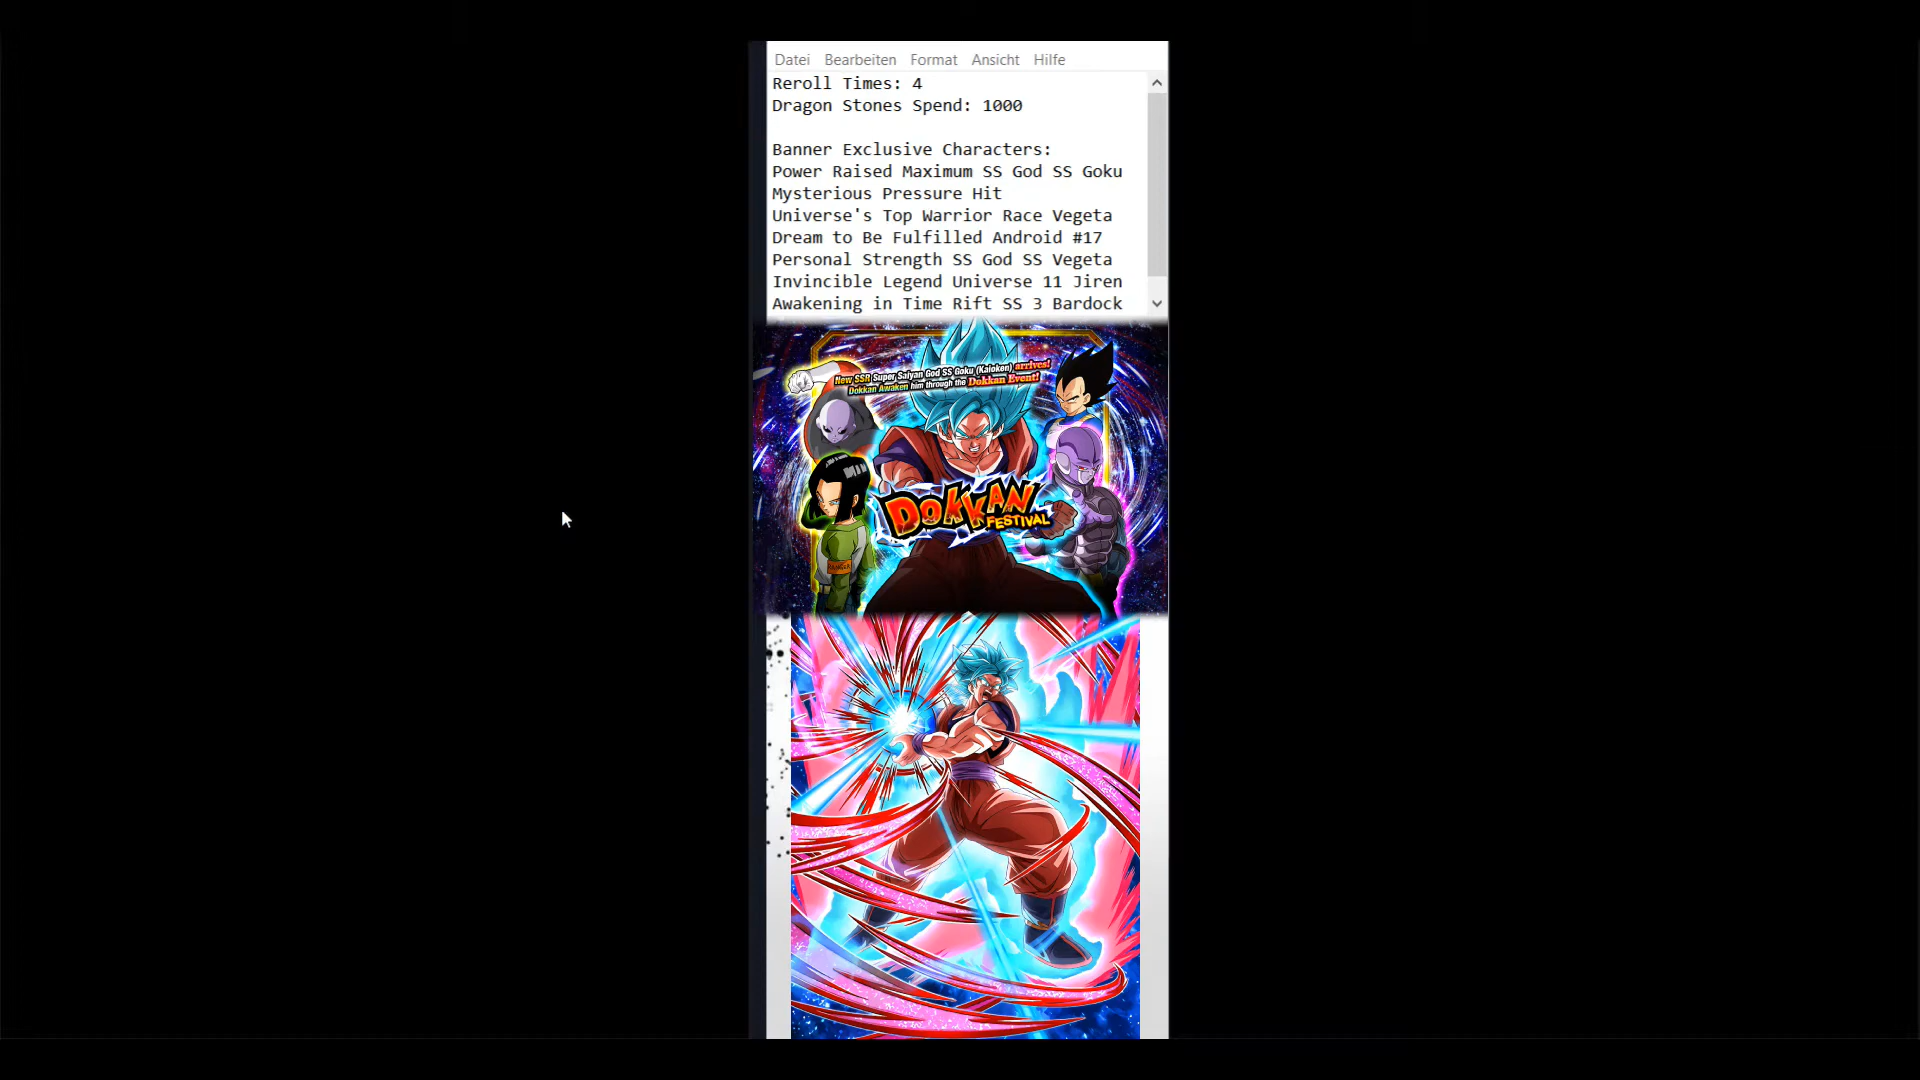 Datei Bearbeiten Format Ansicht Hilfe
Reroll Times: 4
Dragon Stones Spend: 1000
Banner Exclusive Characters:
Power Raised Maximum SS God SS Goku
Mysterious Pressure Hit
Universe's Top Warrior Race Vegeta
Dream to Be Fulfilled Android #17
Personal Strength SS God SS Vegeta
Invincible Legend Universe 11 Jiren
Awakening in Time Rift SS 3 Bardock
New SSR Super Saiyan God SS Goku (Kaioken) arrives!
Dokkan Awaken him through the Dokkan Event!
DOKKAN
FESTIVAL
RANGER